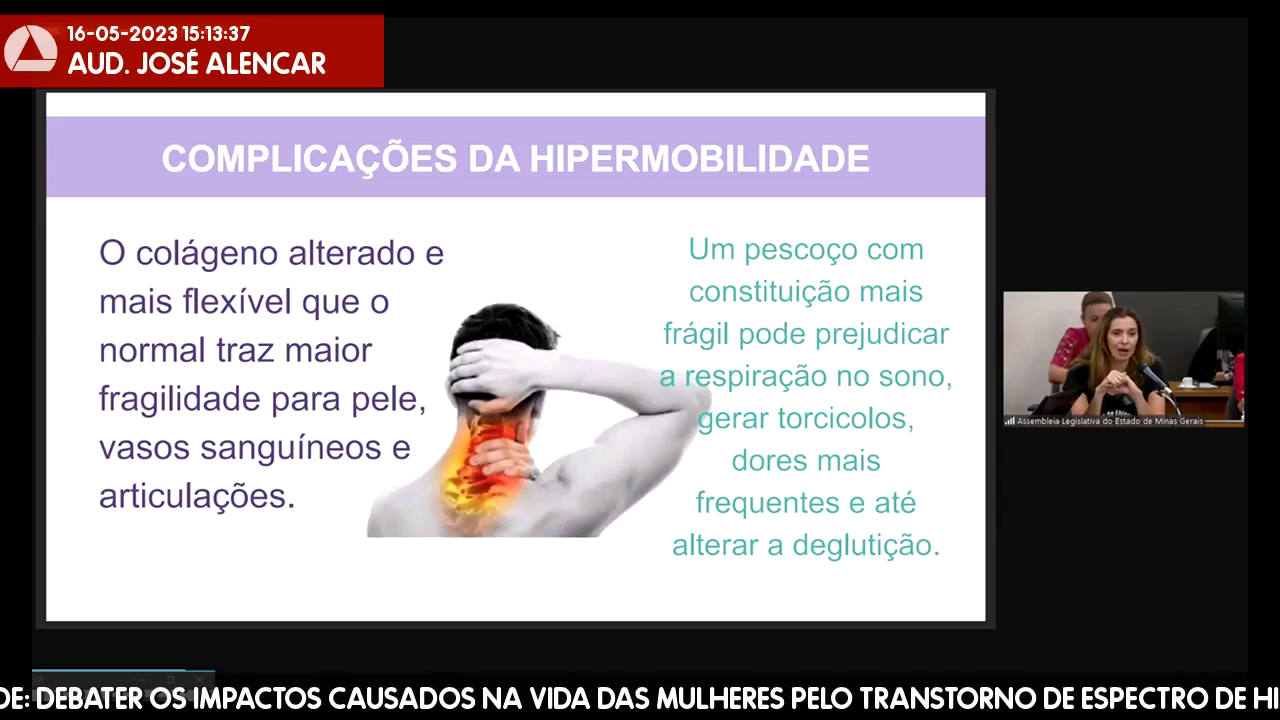 16-05-2023 15:13:37
AUD. JOSÉ ALENCAR
COMPLICAÇÕES DA HIPERMOBILIDADE
O colágeno alterado e
mais flexível que o
normal traz maior
fragilidade para pele,
vasos sanguíneos e
articulações.
Um pescoço com
constituição mais
frágil pode prejudicar
a respiração no sono,
gerar torcicolos,
dores mais
frequentes e até
alterar a deglutição.
Assembleia Legislativa do Estado de Minas Gerais
DE: DEBATER OS IMPACTOS CAUSADOS NA VIDA DAS MULHERES PELO TRANSTORNO DE ESPECTRO DE HI